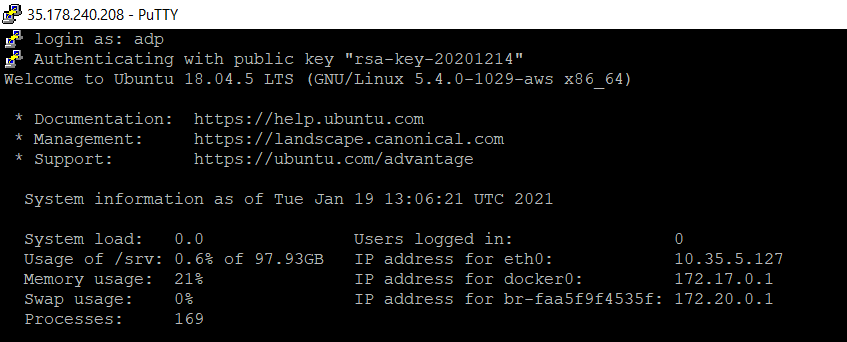 35.178.240.208 - PuTTY
login as: adp
Authenticating with public key "rsa-key-20201214"
Welcome to Ubuntu 18.04.5 LTS (GNU/Linux 5.4.0-1029-aws x86_64)
* Documentation:  https://help.ubuntu.com
* Management:     https://landscape.canonical.com
* Support:        https://ubuntu.com/advantage
System information as of Tue Jan 19 13:06:21 UTC 2021
System load:   0.0               Users logged in:                0
Usage of /srv: 0.6% of 97.93GB   IP address for eth0:            10.35.5.127
Memory usage:  21%               IP address for docker0:         172.17.0.1
Swap usage:    0%                IP address for br-faa5f9f4535f: 172.20.0.1
Processes:     169